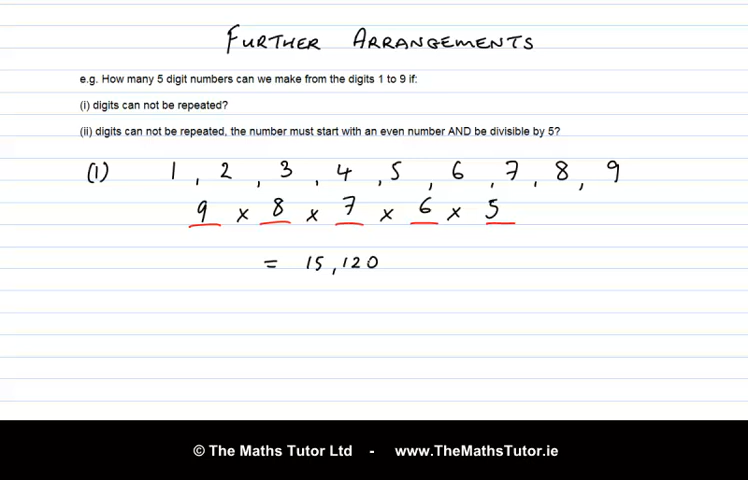 FURTHER ARRANGEMENTS
e.g. How many 5 digit numbers can we make from the digits 1 to 9 if:
(i) digits can not be repeated?
(ii) digits can not be repeated, the number must start with an even number AND be divisible by 5?
(i) 1, 2, 3, 4, 5, 6, 7, 8, 9
9 x 8 x 7 x 6 x 5
= 15,120
© The Maths Tutor Ltd - www.TheMathsTutor.ie